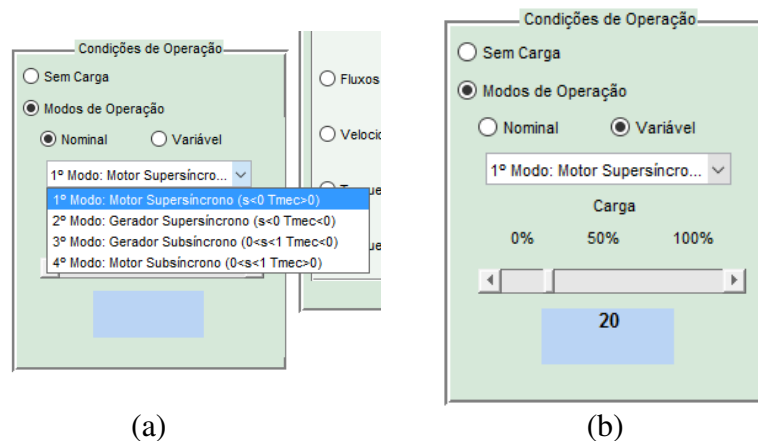 Condições de Operação
Sem Carga
Modos de Operação
Nominal Variável
1º Modo: Motor Supersíncro...
1º Modo: Motor Supersíncrono (s<0 Tmec>0)
2º Modo: Gerador Supersíncrono (s<0 Tmec<0)
3º Modo: Gerador Subsíncrono (0<s<1 Tmec<0)
4º Modo: Motor Subsíncrono (0<s<1 Tmec>0)
Fluxos
(a)
Condições de Operação
Sem Carga
Modos de Operação
Nominal Variável
1º Modo: Motor Supersíncro...
Carga
0% 50% 100%
20
(b)